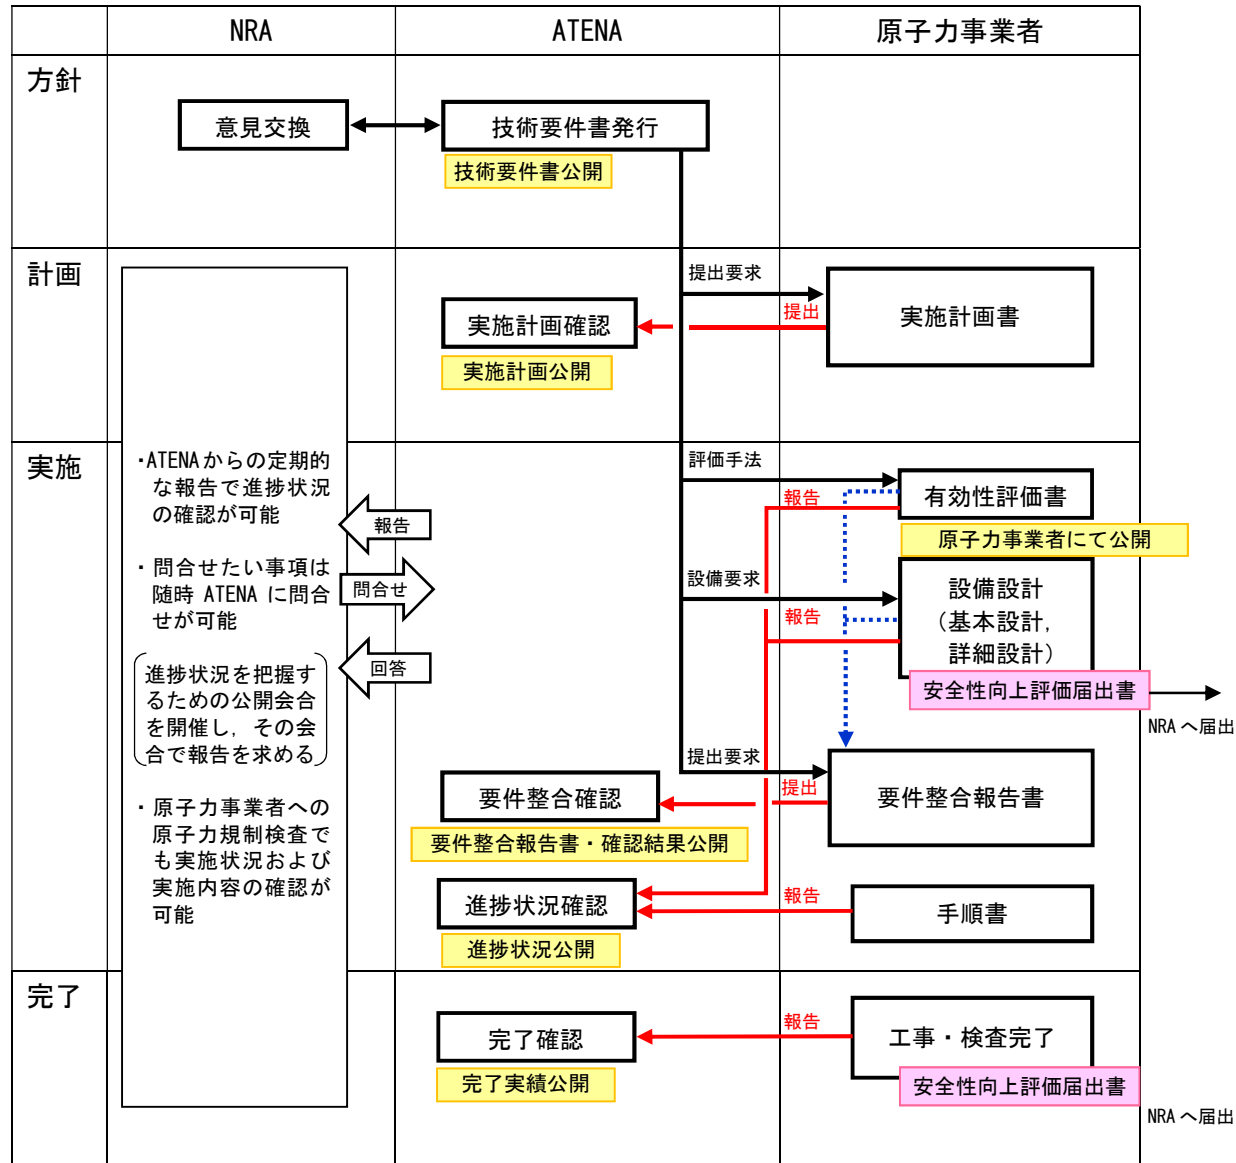 NRA
ATENA
原子力事業者
方針
意見交換
技術要件書発行
技術要件書公開
計画
提出要求
提出
実施計画確認
実施計画公開
実施計画書
実施
・ATENAからの定期的
な報告で進捗状況
の確認が可能
・問合せたい事項は
随時 ATENA に問合
せが可能
進捗状況を把握す
るための公開会合
を開催し，その会
合で報告を求める
・原子力事業者への
原子力規制検査で
も実施状況および
実施内容の確認が
可能
報告
問合せ
回答
評価手法
報告
有効性評価書
原子力事業者にて公開
設備要求
報告
設備設計
（基本設計，
詳細設計）
安全性向上評価届出書
NRA へ届出
提出要求
提出
要件整合確認
要件整合報告書・確認結果公開
要件整合報告書
進捗状況確認
進捗状況公開
報告
手順書
完了
完了確認
完了実績公開
報告
工事・検査完了
安全性向上評価届出書
NRA へ届出